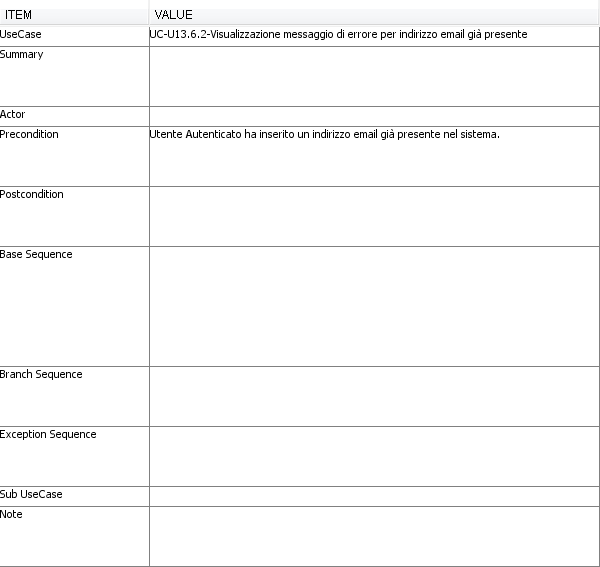 ITEM VALUE
UseCase UC-U13.6.2-Visualizzazione messaggio di errore per indirizzo email già presente
Summary
Actor
Precondition Utente Autenticato ha inserito un indirizzo email già presente nel sistema.
Postcondition
Base Sequence
Branch Sequence
Exception Sequence
Sub UseCase
Note